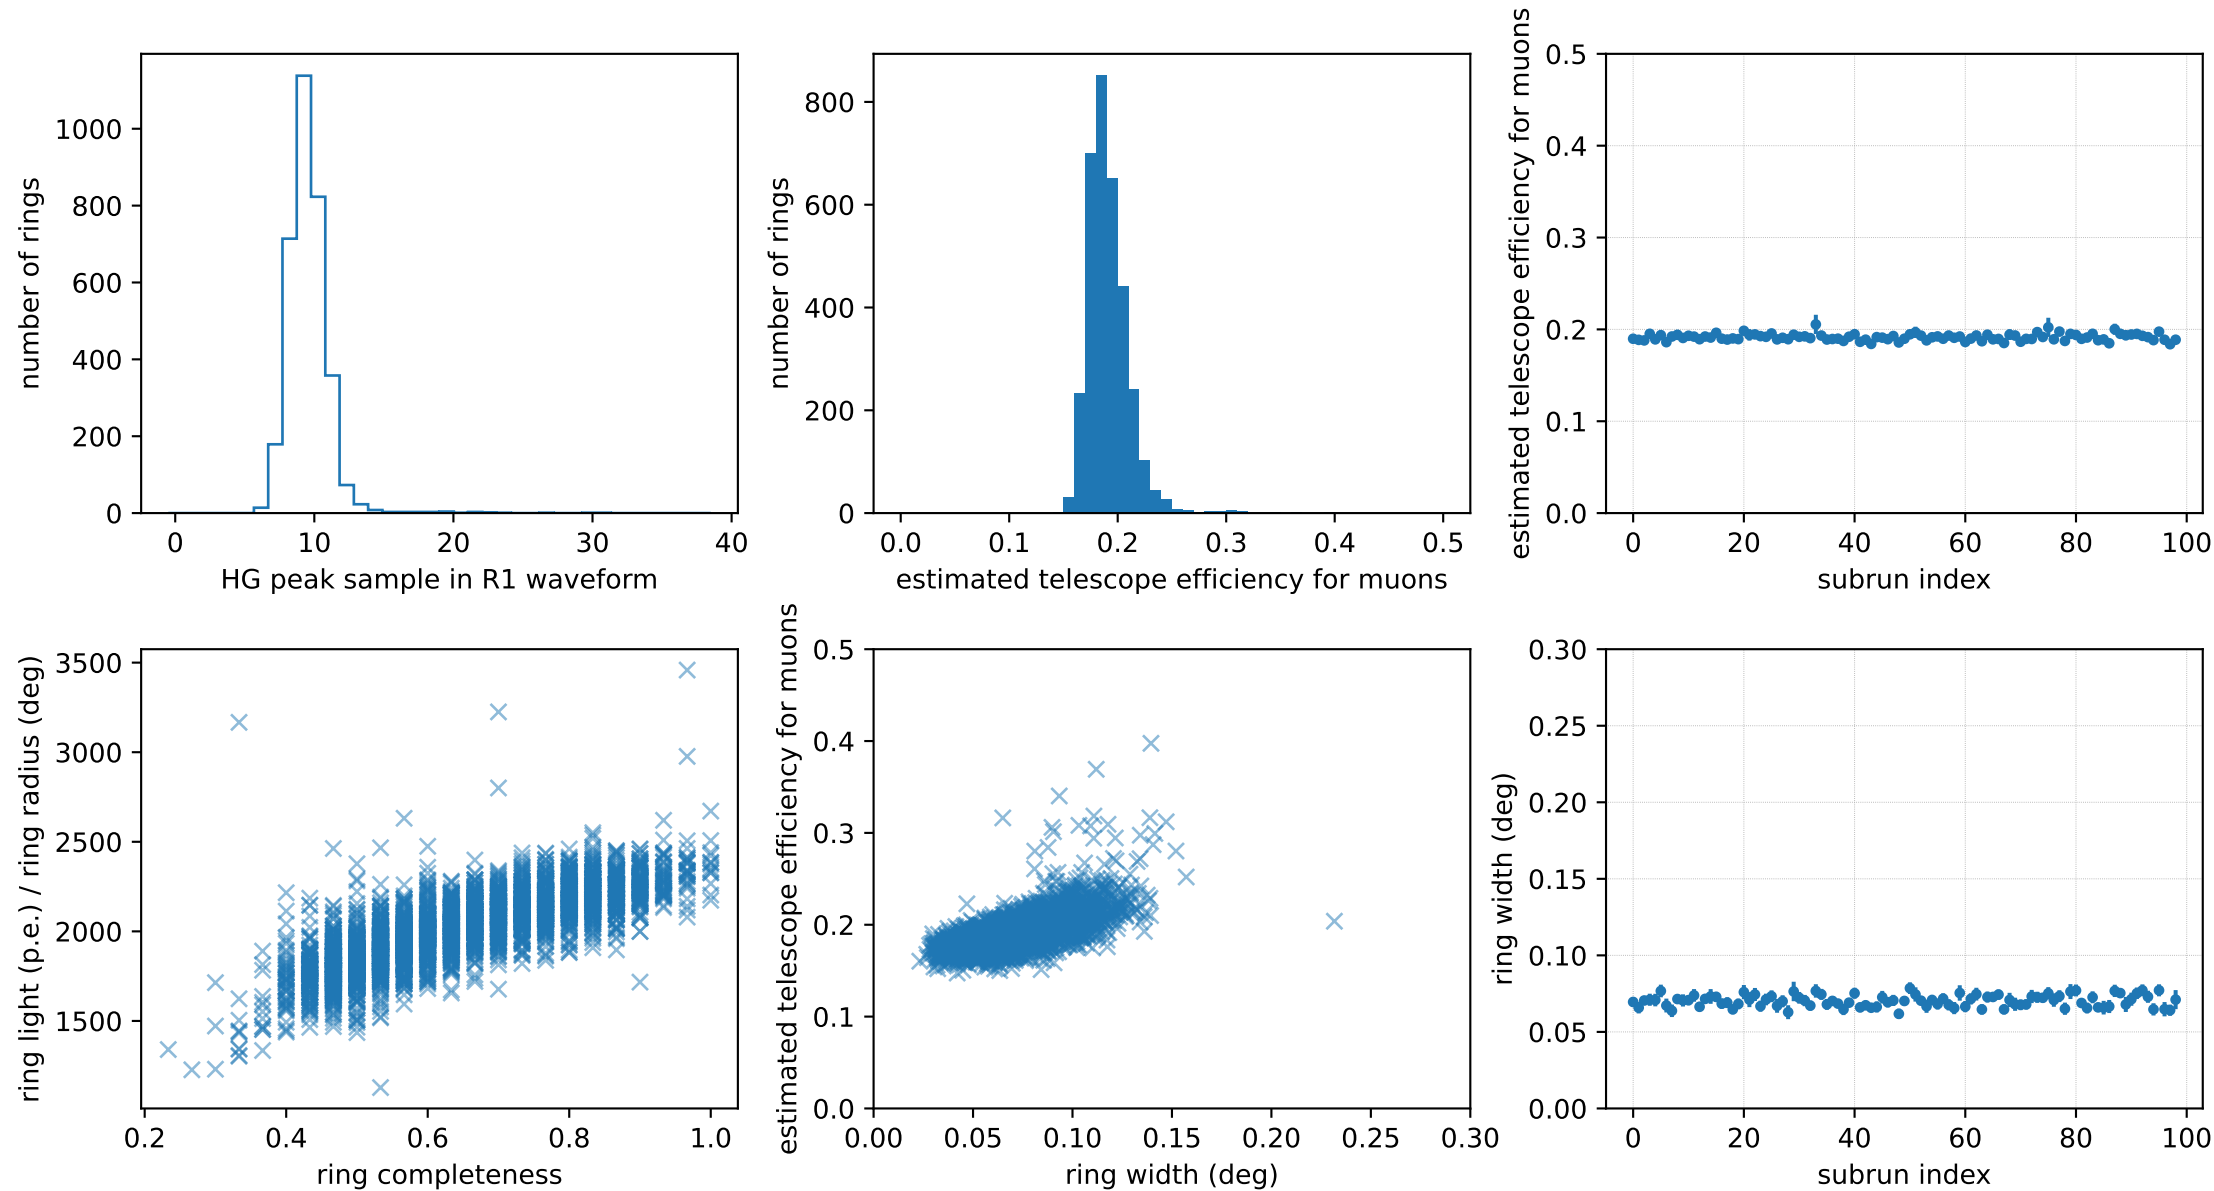 number of rings
1000
800
600
400
200
0
0 10 20 30 40
HG peak sample in R1 waveform
number of rings
800
600
400
200
0
0.0 0.1 0.2 0.3 0.4 0.5
estimated telescope efficiency for muons
estimated telescope efficiency for muons
0.5
0.4
0.3
0.2
0.1
0.0
0 20 40 60 80 100
subrun index
ring light (p.e.) / ring radius (deg)
3500
3000
2500
2000
1500
0.2 0.4 0.6 0.8 1.0
ring completeness
estimated telescope efficiency for muons
0.5
0.4
0.3
0.2
0.1
0.0
0.00 0.05 0.10 0.15 0.20 0.25 0.30
ring width (deg)
ring width (deg)
0.30
0.25
0.20
0.15
0.10
0.05
0.00
0 20 40 60 80 100
subrun index